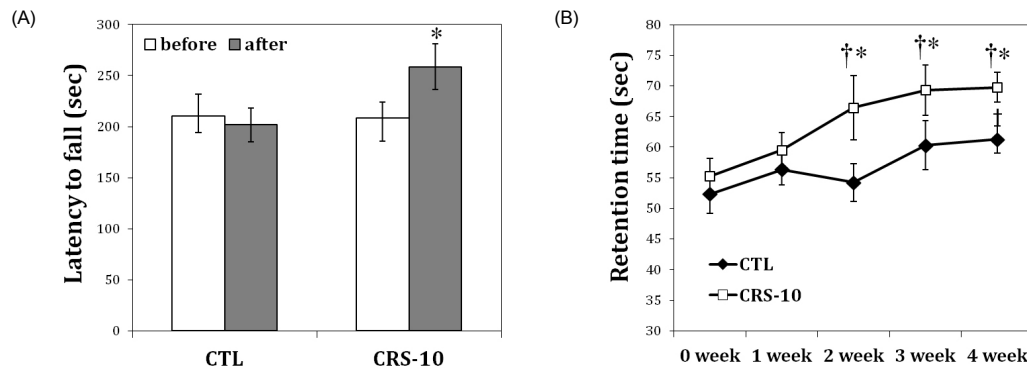 (A)
Latency to fall (sec)
300
250
200
150
100
50
0
before after
*
CTL CRS-10
(B)
Retention time (sec)
80
75
70
65
60
55
50
45
40
35
30
†* †* †*
†
CTL
CRS-10
0 week 1 week 2 week 3 week 4 week